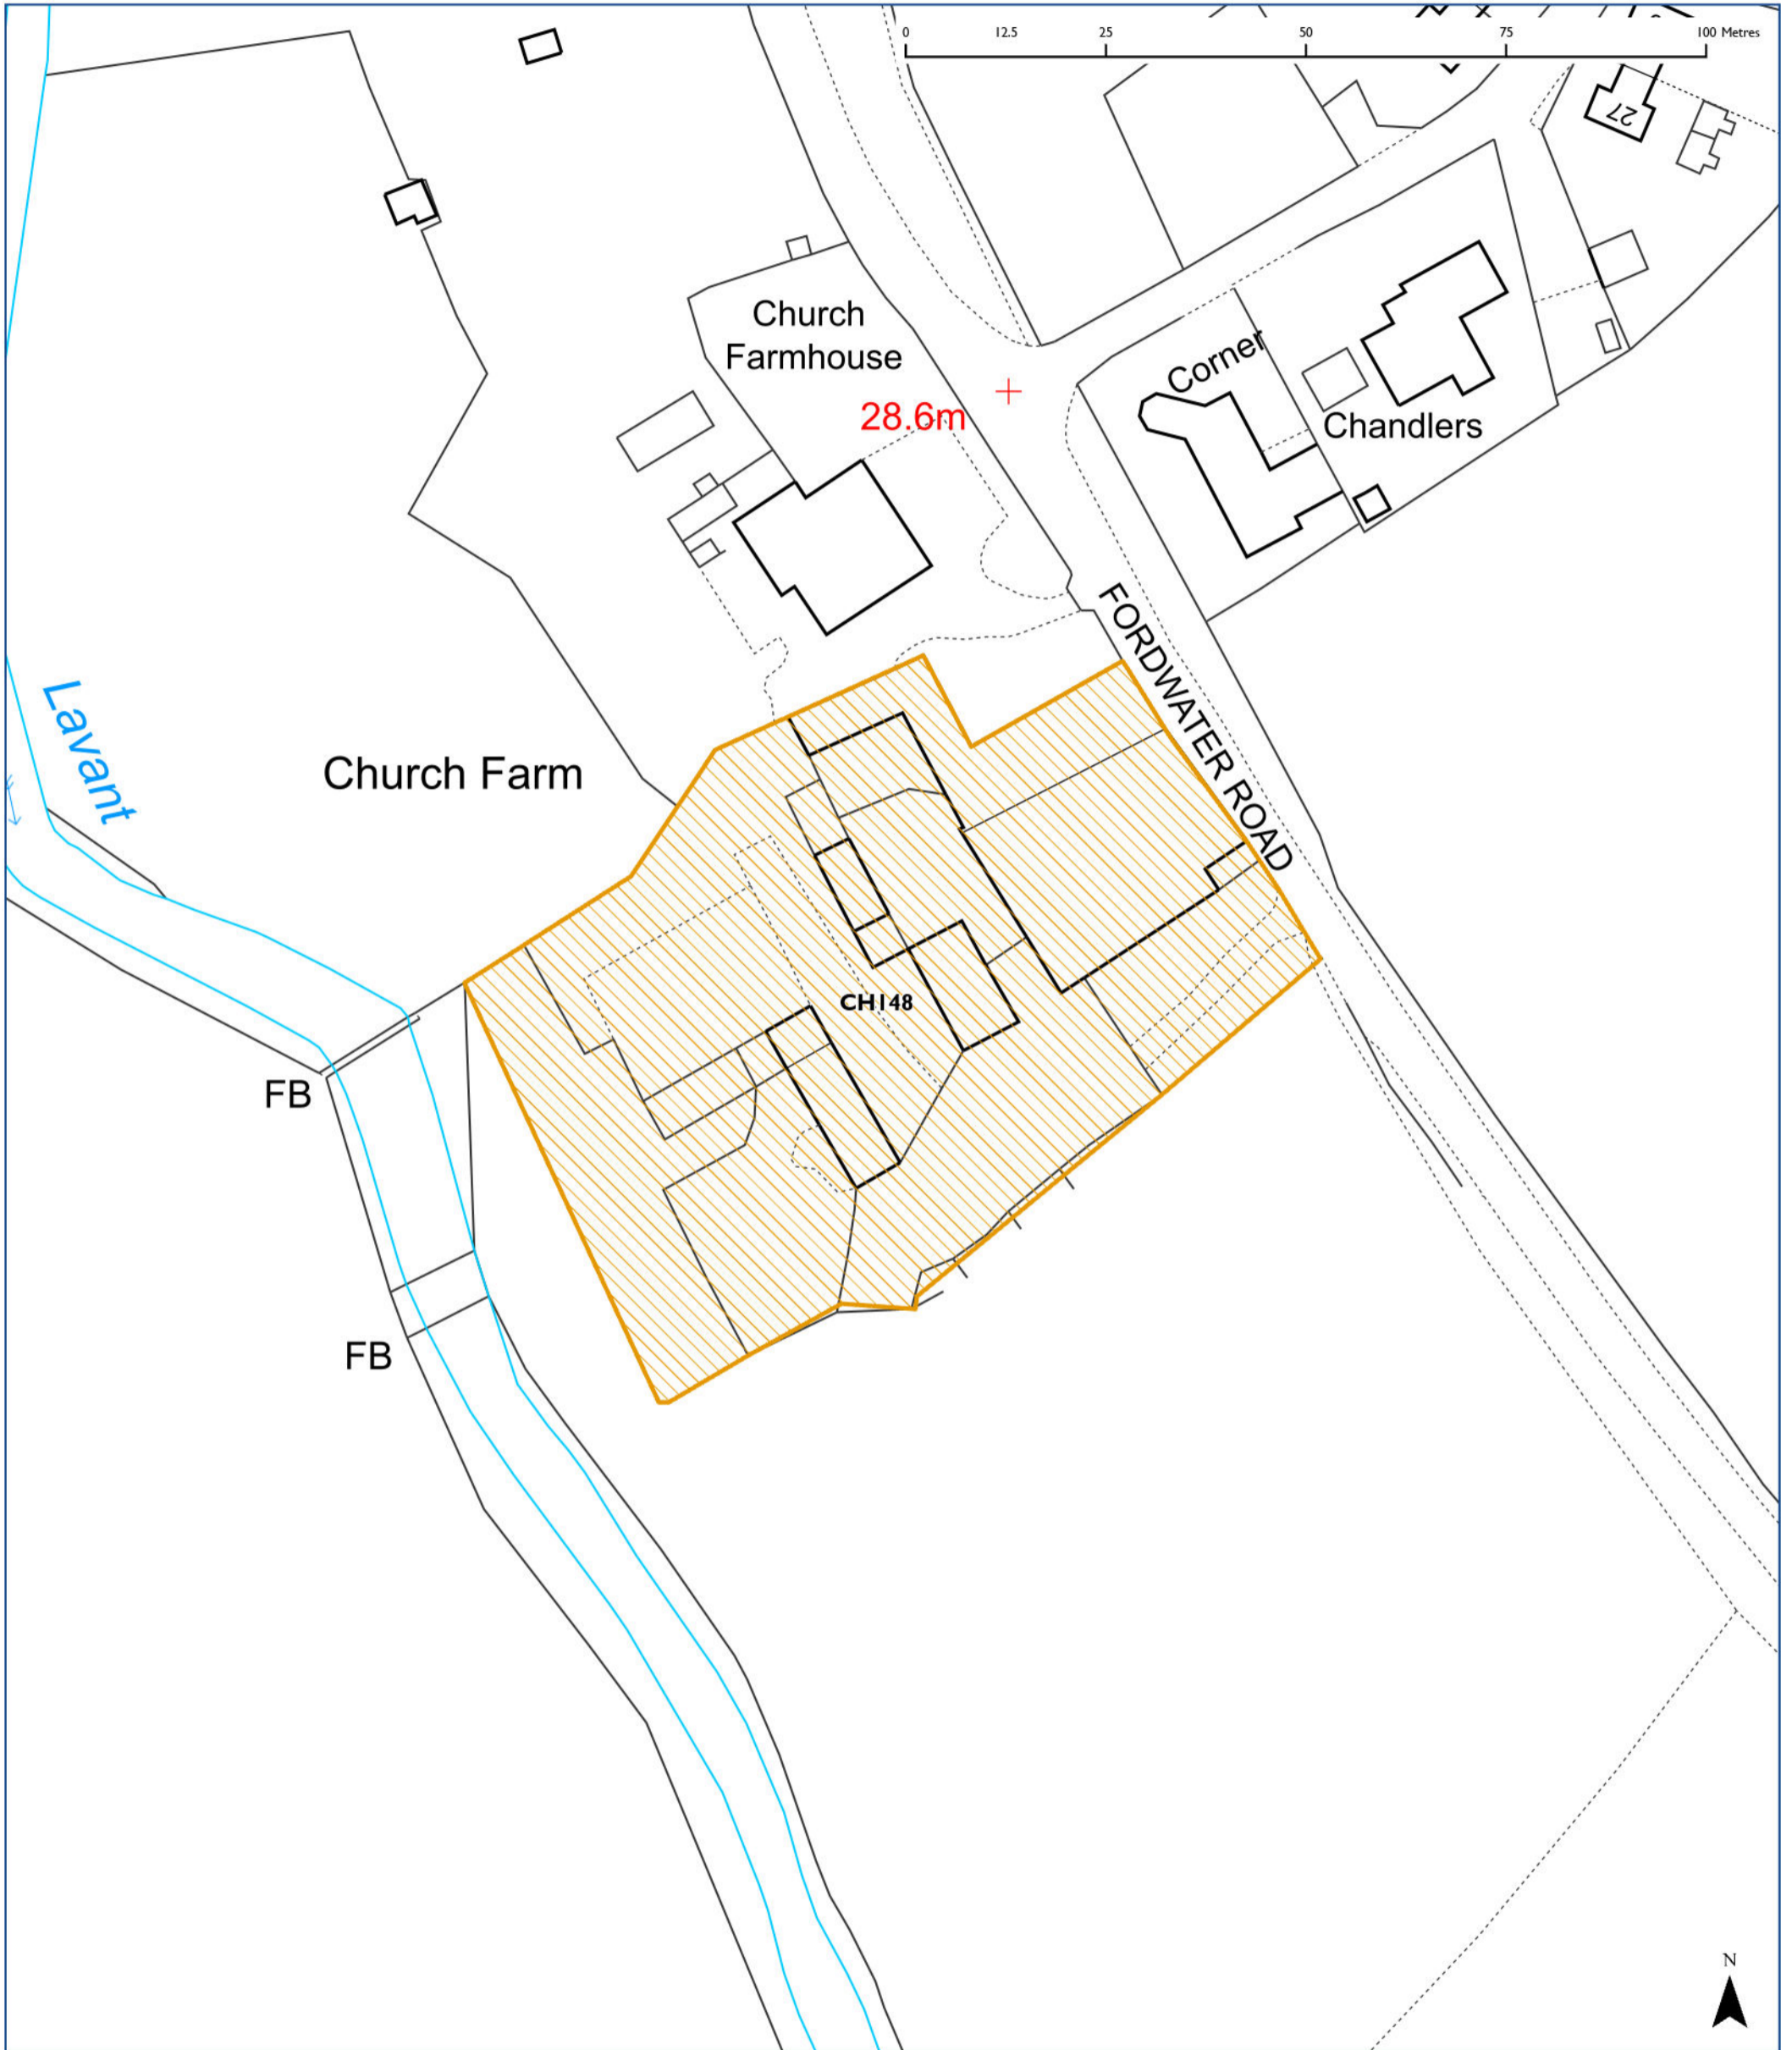 0 12.5 25 50 75 100 Metres
27
Church
Farmhouse
28.6m
Corner
Chandlers
FORDWATER ROAD
Lavant
Church Farm
CH148
FB
FB
N